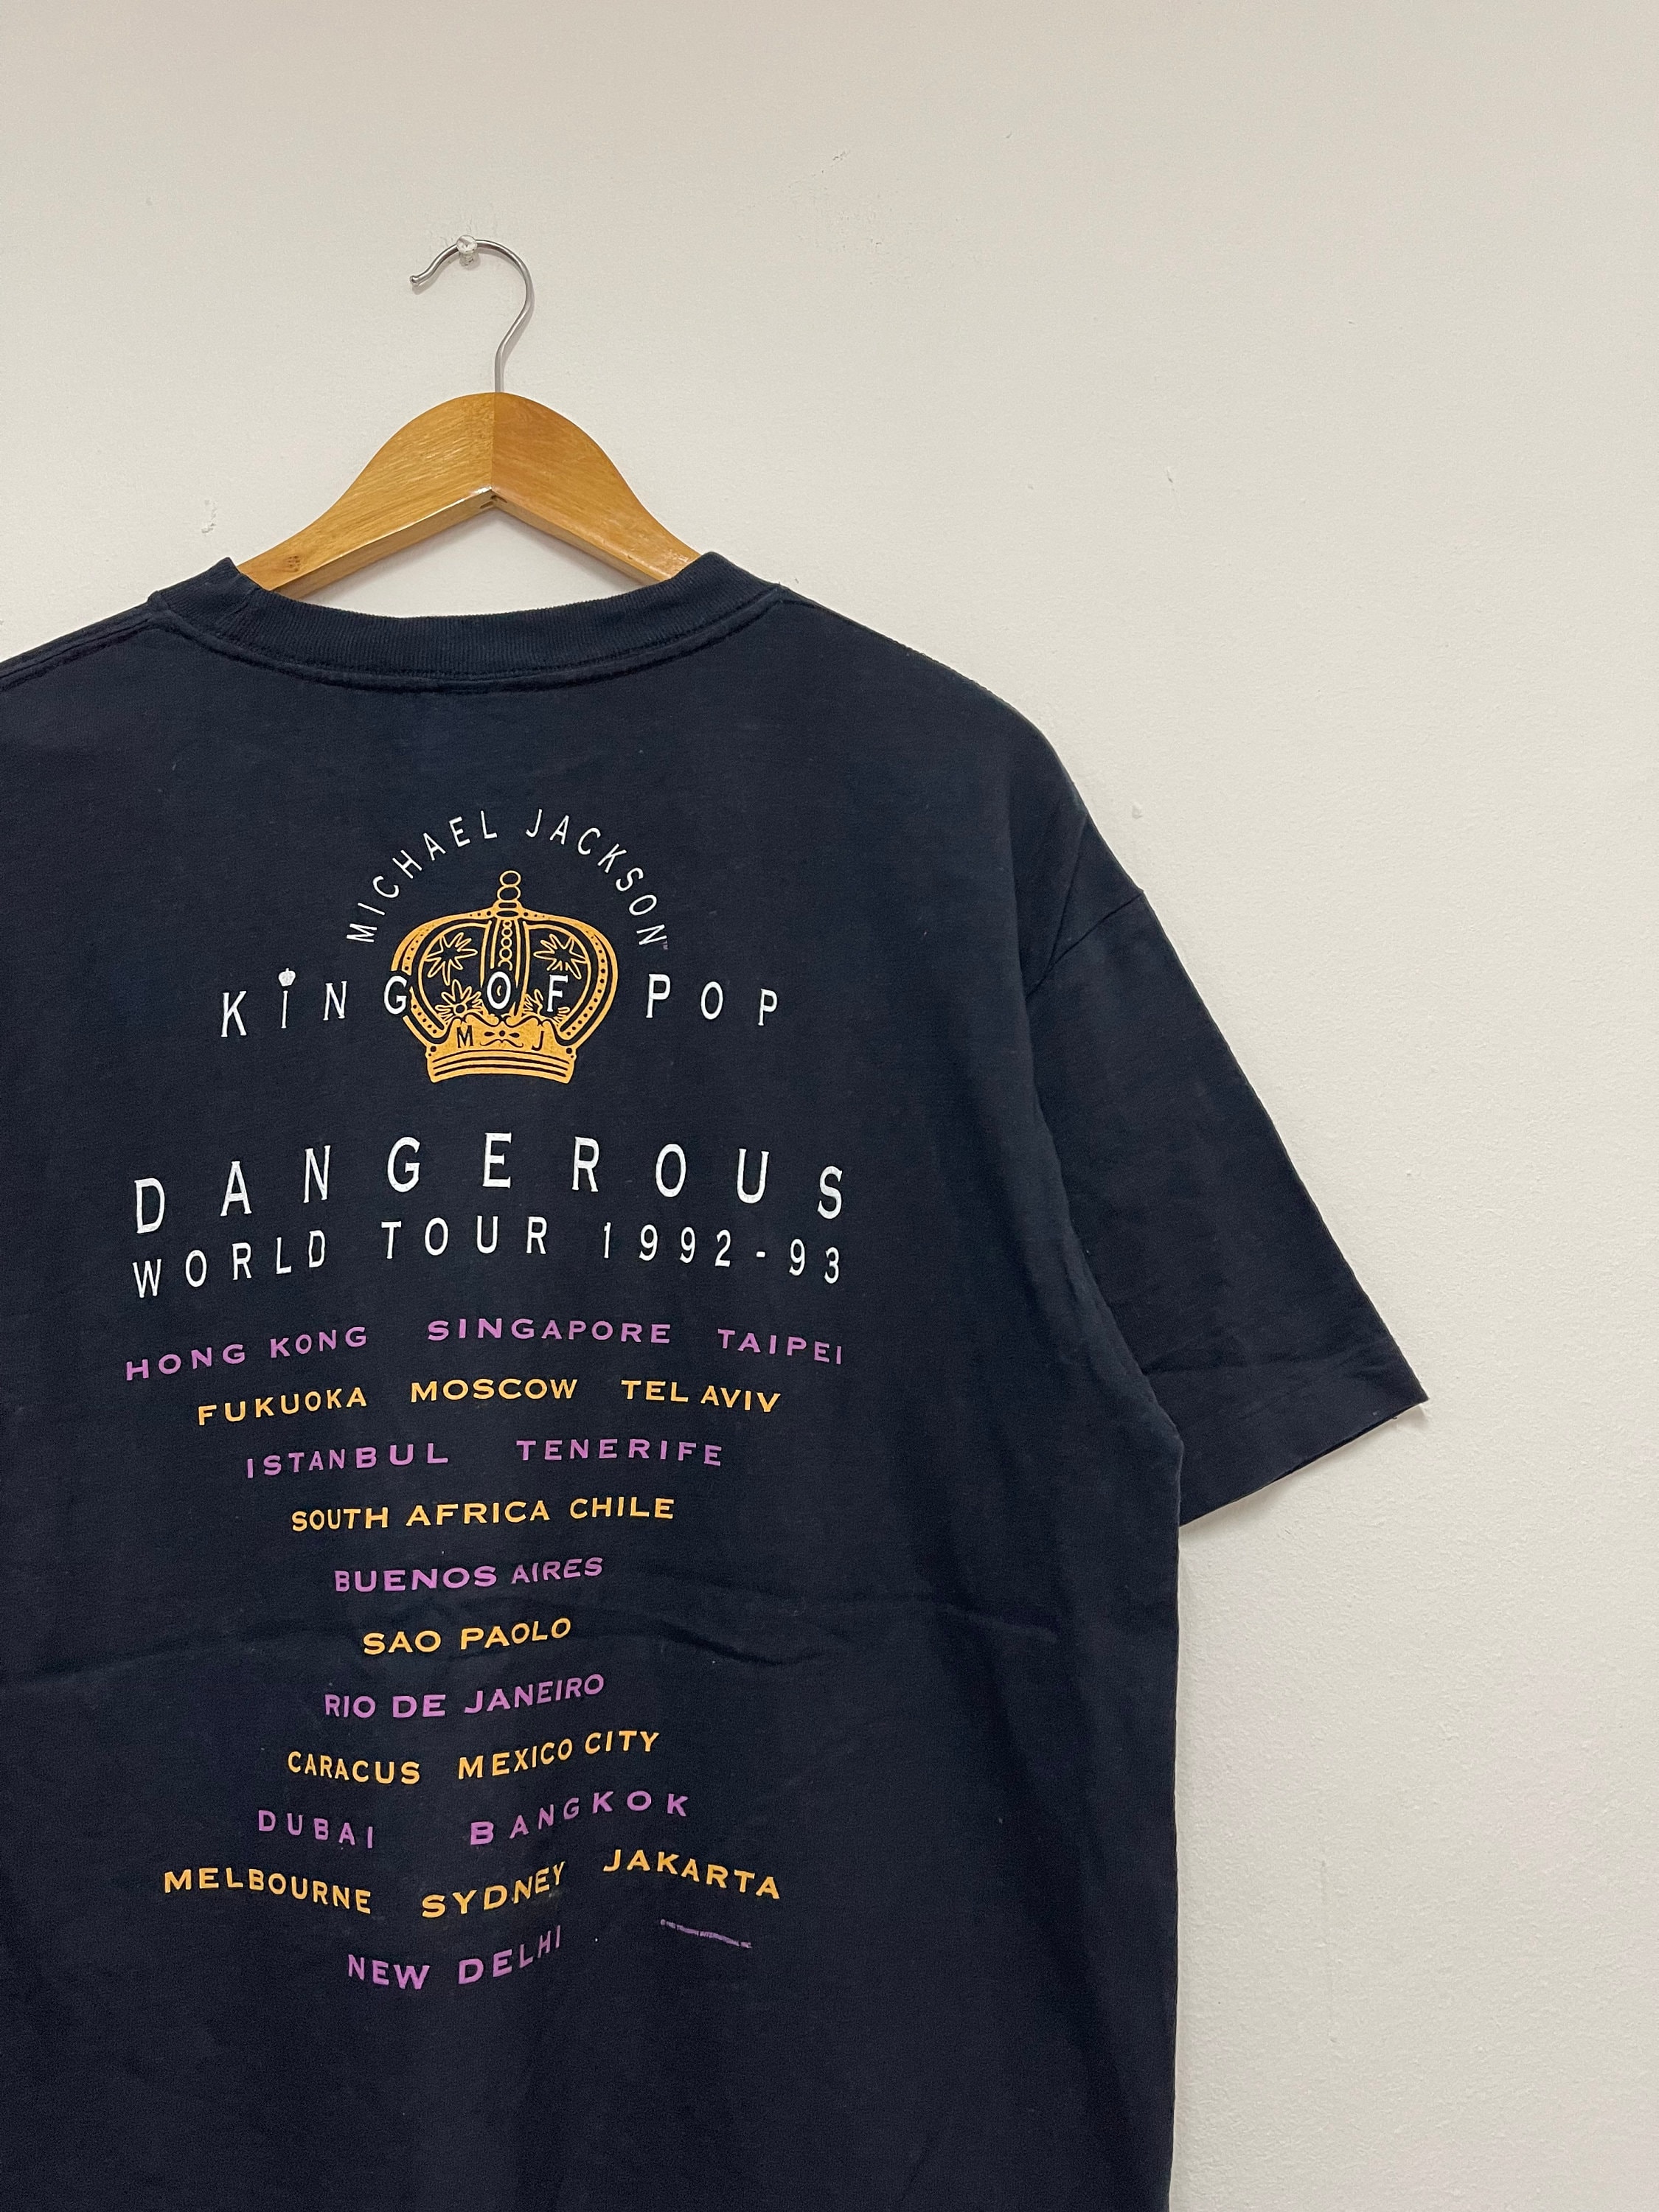 MICHAEL JACKSON™
KING OF POP
M J
DANGEROUS
WORLD TOUR 1992-93
HONG KONG SINGAPORE TAIPEI
FUKUOKA MOSCOW TEL AVIV
ISTANBUL TENERIFE
SOUTH AFRICA CHILE
BUENOS AIRES
SAO PAOLO
RIO DE JANEIRO
CARACUS MEXICO CITY
DUBAI BANGKOK
MELBOURNE SYDNEY JAKARTA
NEW DELHI